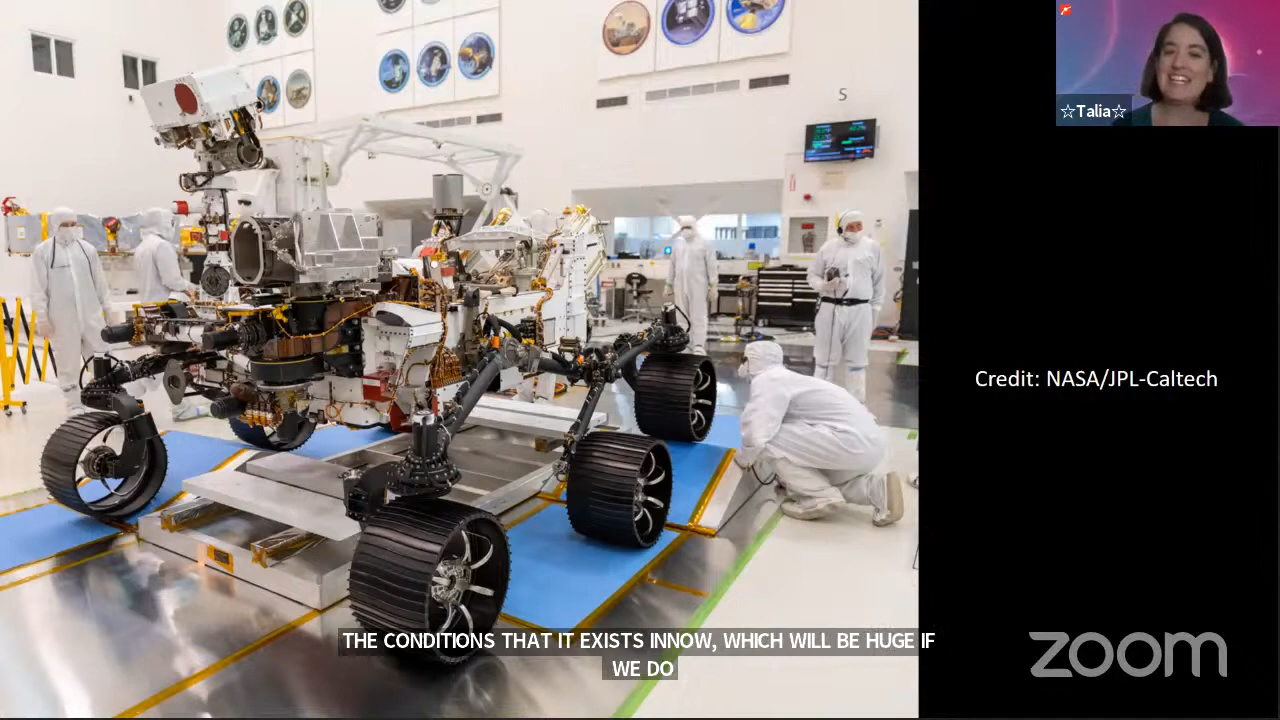 S
☆Talia☆
Credit: NASA/JPL-Caltech
THE CONDITIONS THAT IT EXISTS INNOW, WHICH WILL BE HUGE IF
WE DO
zoom